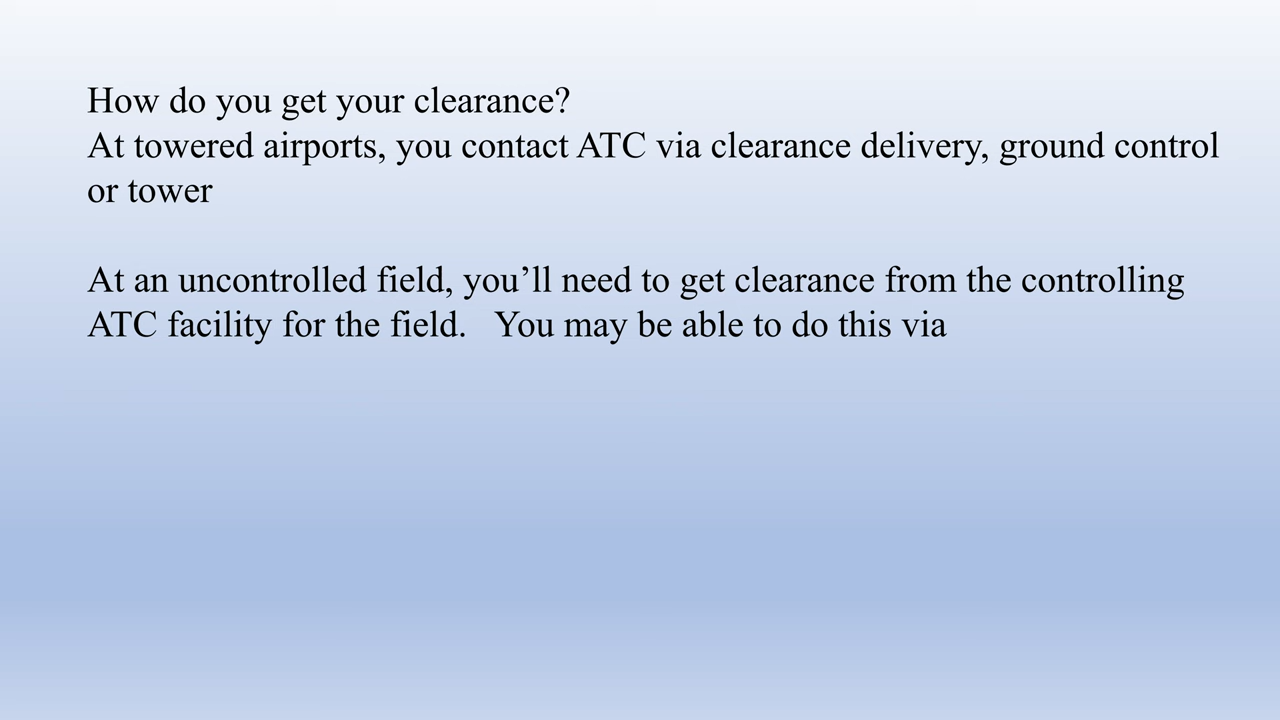 How do you get your clearance?
At towered airports, you contact ATC via clearance delivery, ground control
or tower
At an uncontrolled field, you’ll need to get clearance from the controlling
ATC facility for the field.   You may be able to do this via